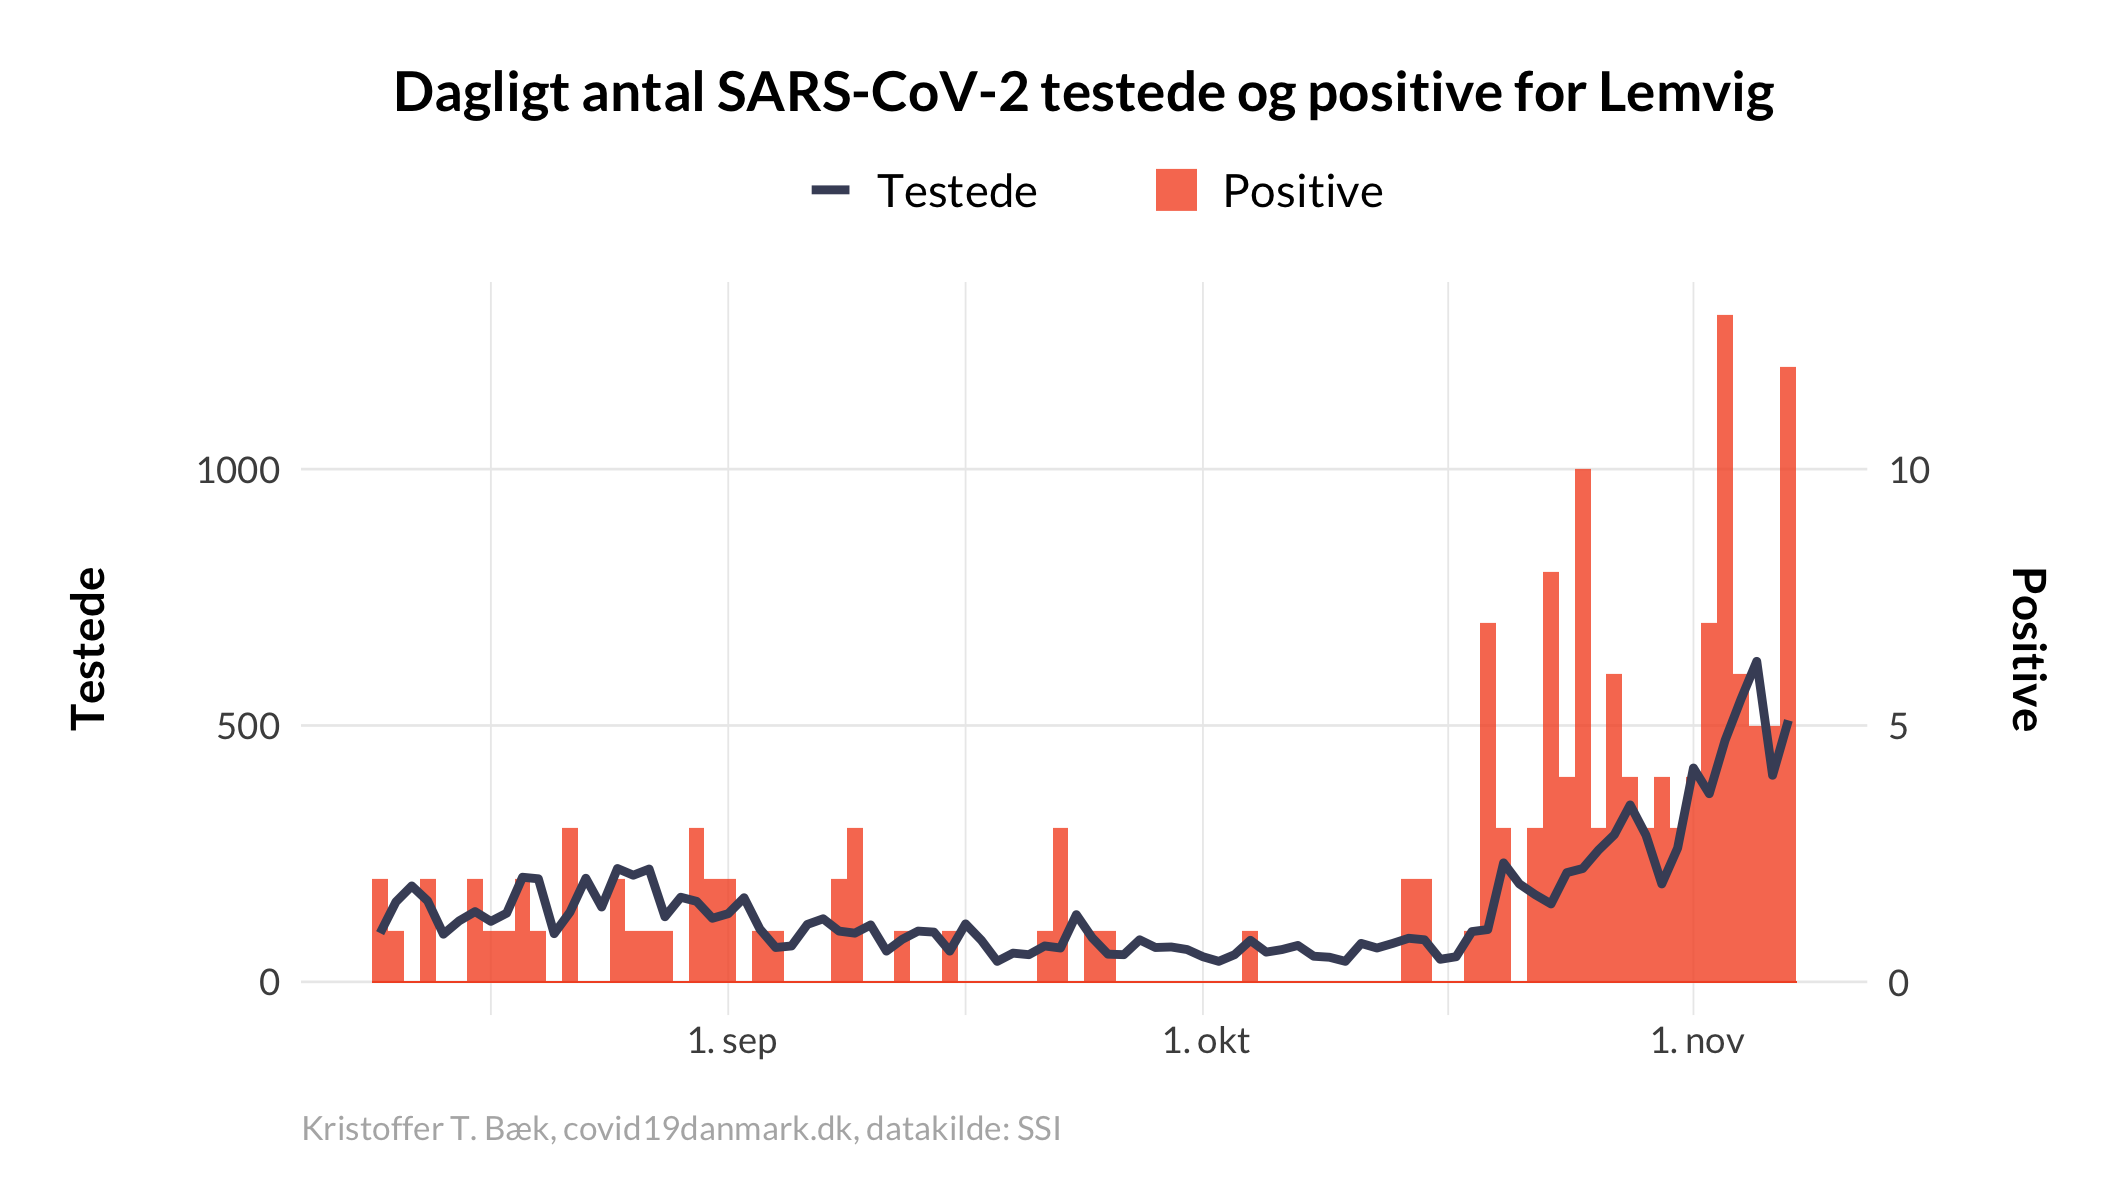 Dagligt antal SARS-CoV-2 testede og positive for Lemvig
Testede
Positive
1000
500
0
10
5
0
Testede
Positive
1. sep
1. okt
1. nov
Kristoffer T. Bæk, covid19danmark.dk, datakilde: SSI